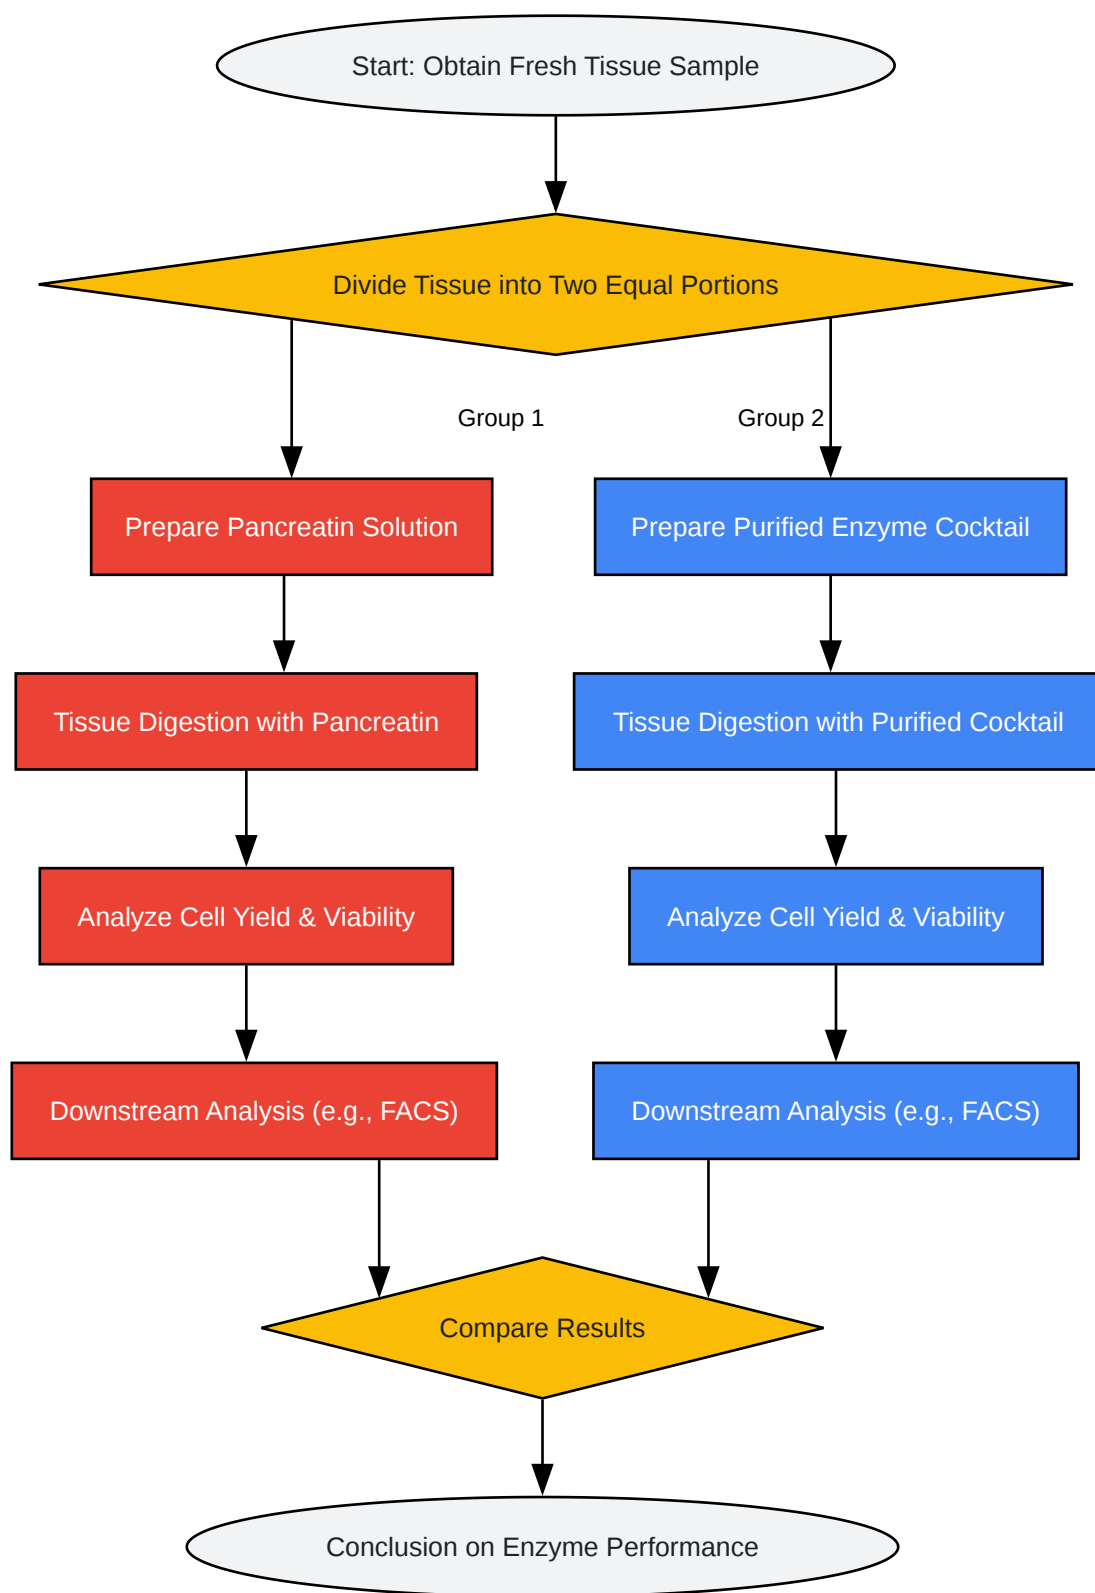 Start: Obtain Fresh Tissue Sample
Divide Tissue into Two Equal Portions
Group 1
Group 2
Prepare Pancreatin Solution
Prepare Purified Enzyme Cocktail
Tissue Digestion with Pancreatin
Tissue Digestion with Purified Cocktail
Analyze Cell Yield & Viability
Analyze Cell Yield & Viability
Downstream Analysis (e.g., FACS)
Downstream Analysis (e.g., FACS)
Compare Results
Conclusion on Enzyme Performance